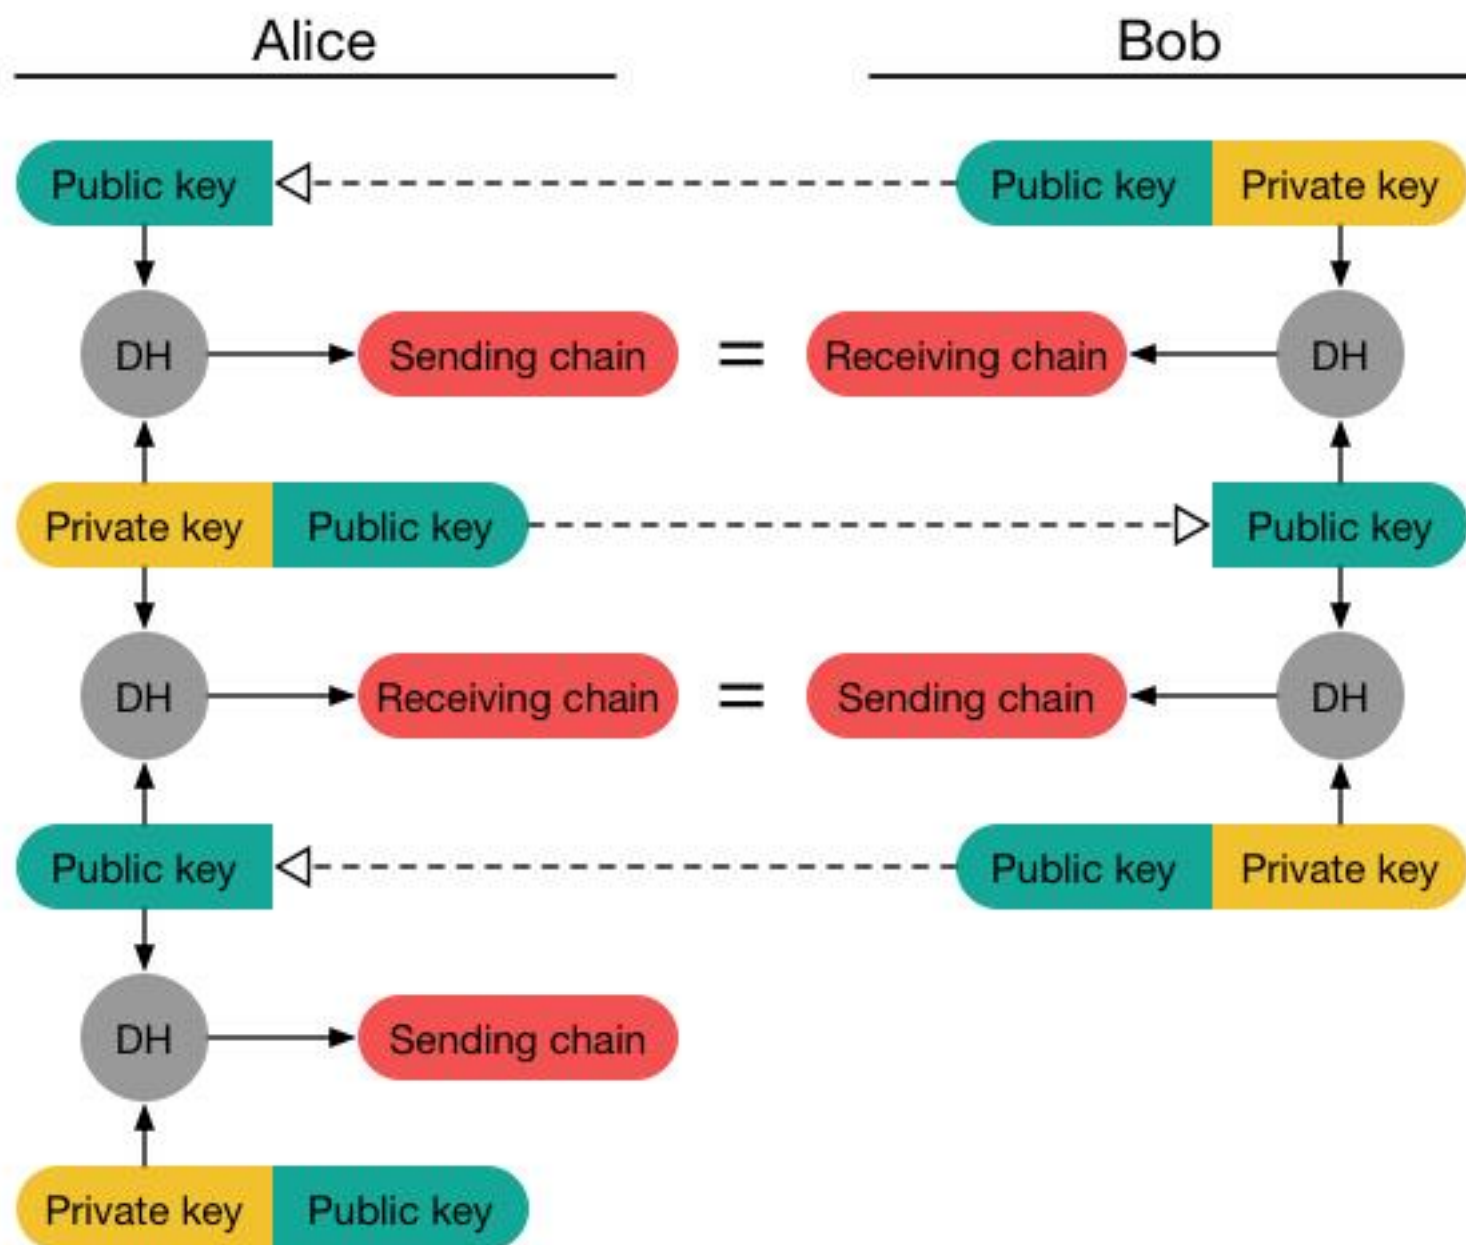 Alice Bob
Public key Public key Private key
DH Sending chain = Receiving chain DH
Private key Public key Public key
DH Receiving chain = Sending chain DH
Public key Public key Private key
DH Sending chain
Private key Public key